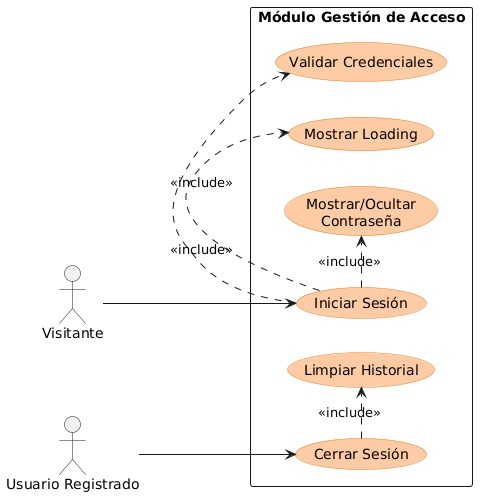 Módulo Gestión de Acceso
Validar Credenciales
Mostrar Loading
«include»
Mostrar/Ocultar
Contraseña
«include»
«include»
Visitante
Iniciar Sesión
Limpiar Historial
«include»
Usuario Registrado
Cerrar Sesión